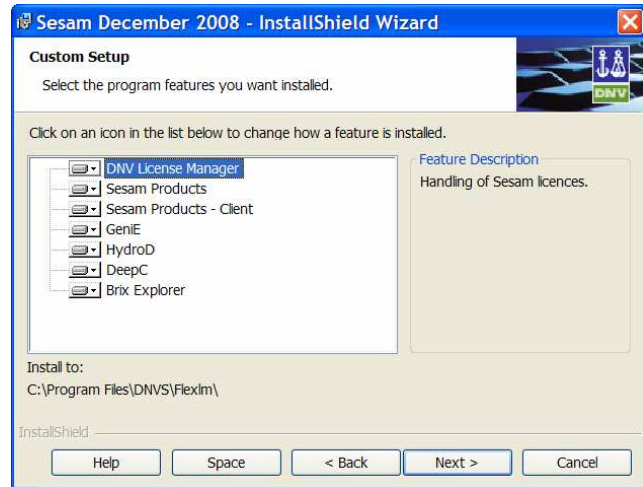 Sesam December 2008 - InstallShield Wizard
Custom Setup
Select the program features you want installed.
DNV
Click on an icon in the list below to change how a feature is installed.
DNV License Manager
Sesam Products
Sesam Products - Client
GeniE
HydroD
DeepC
Brix Explorer
Feature Description
Handling of Sesam licences.
Install to:
C:\Program Files\DNVS\Flexlm\
InstallShield
Help
Space
< Back
Next >
Cancel